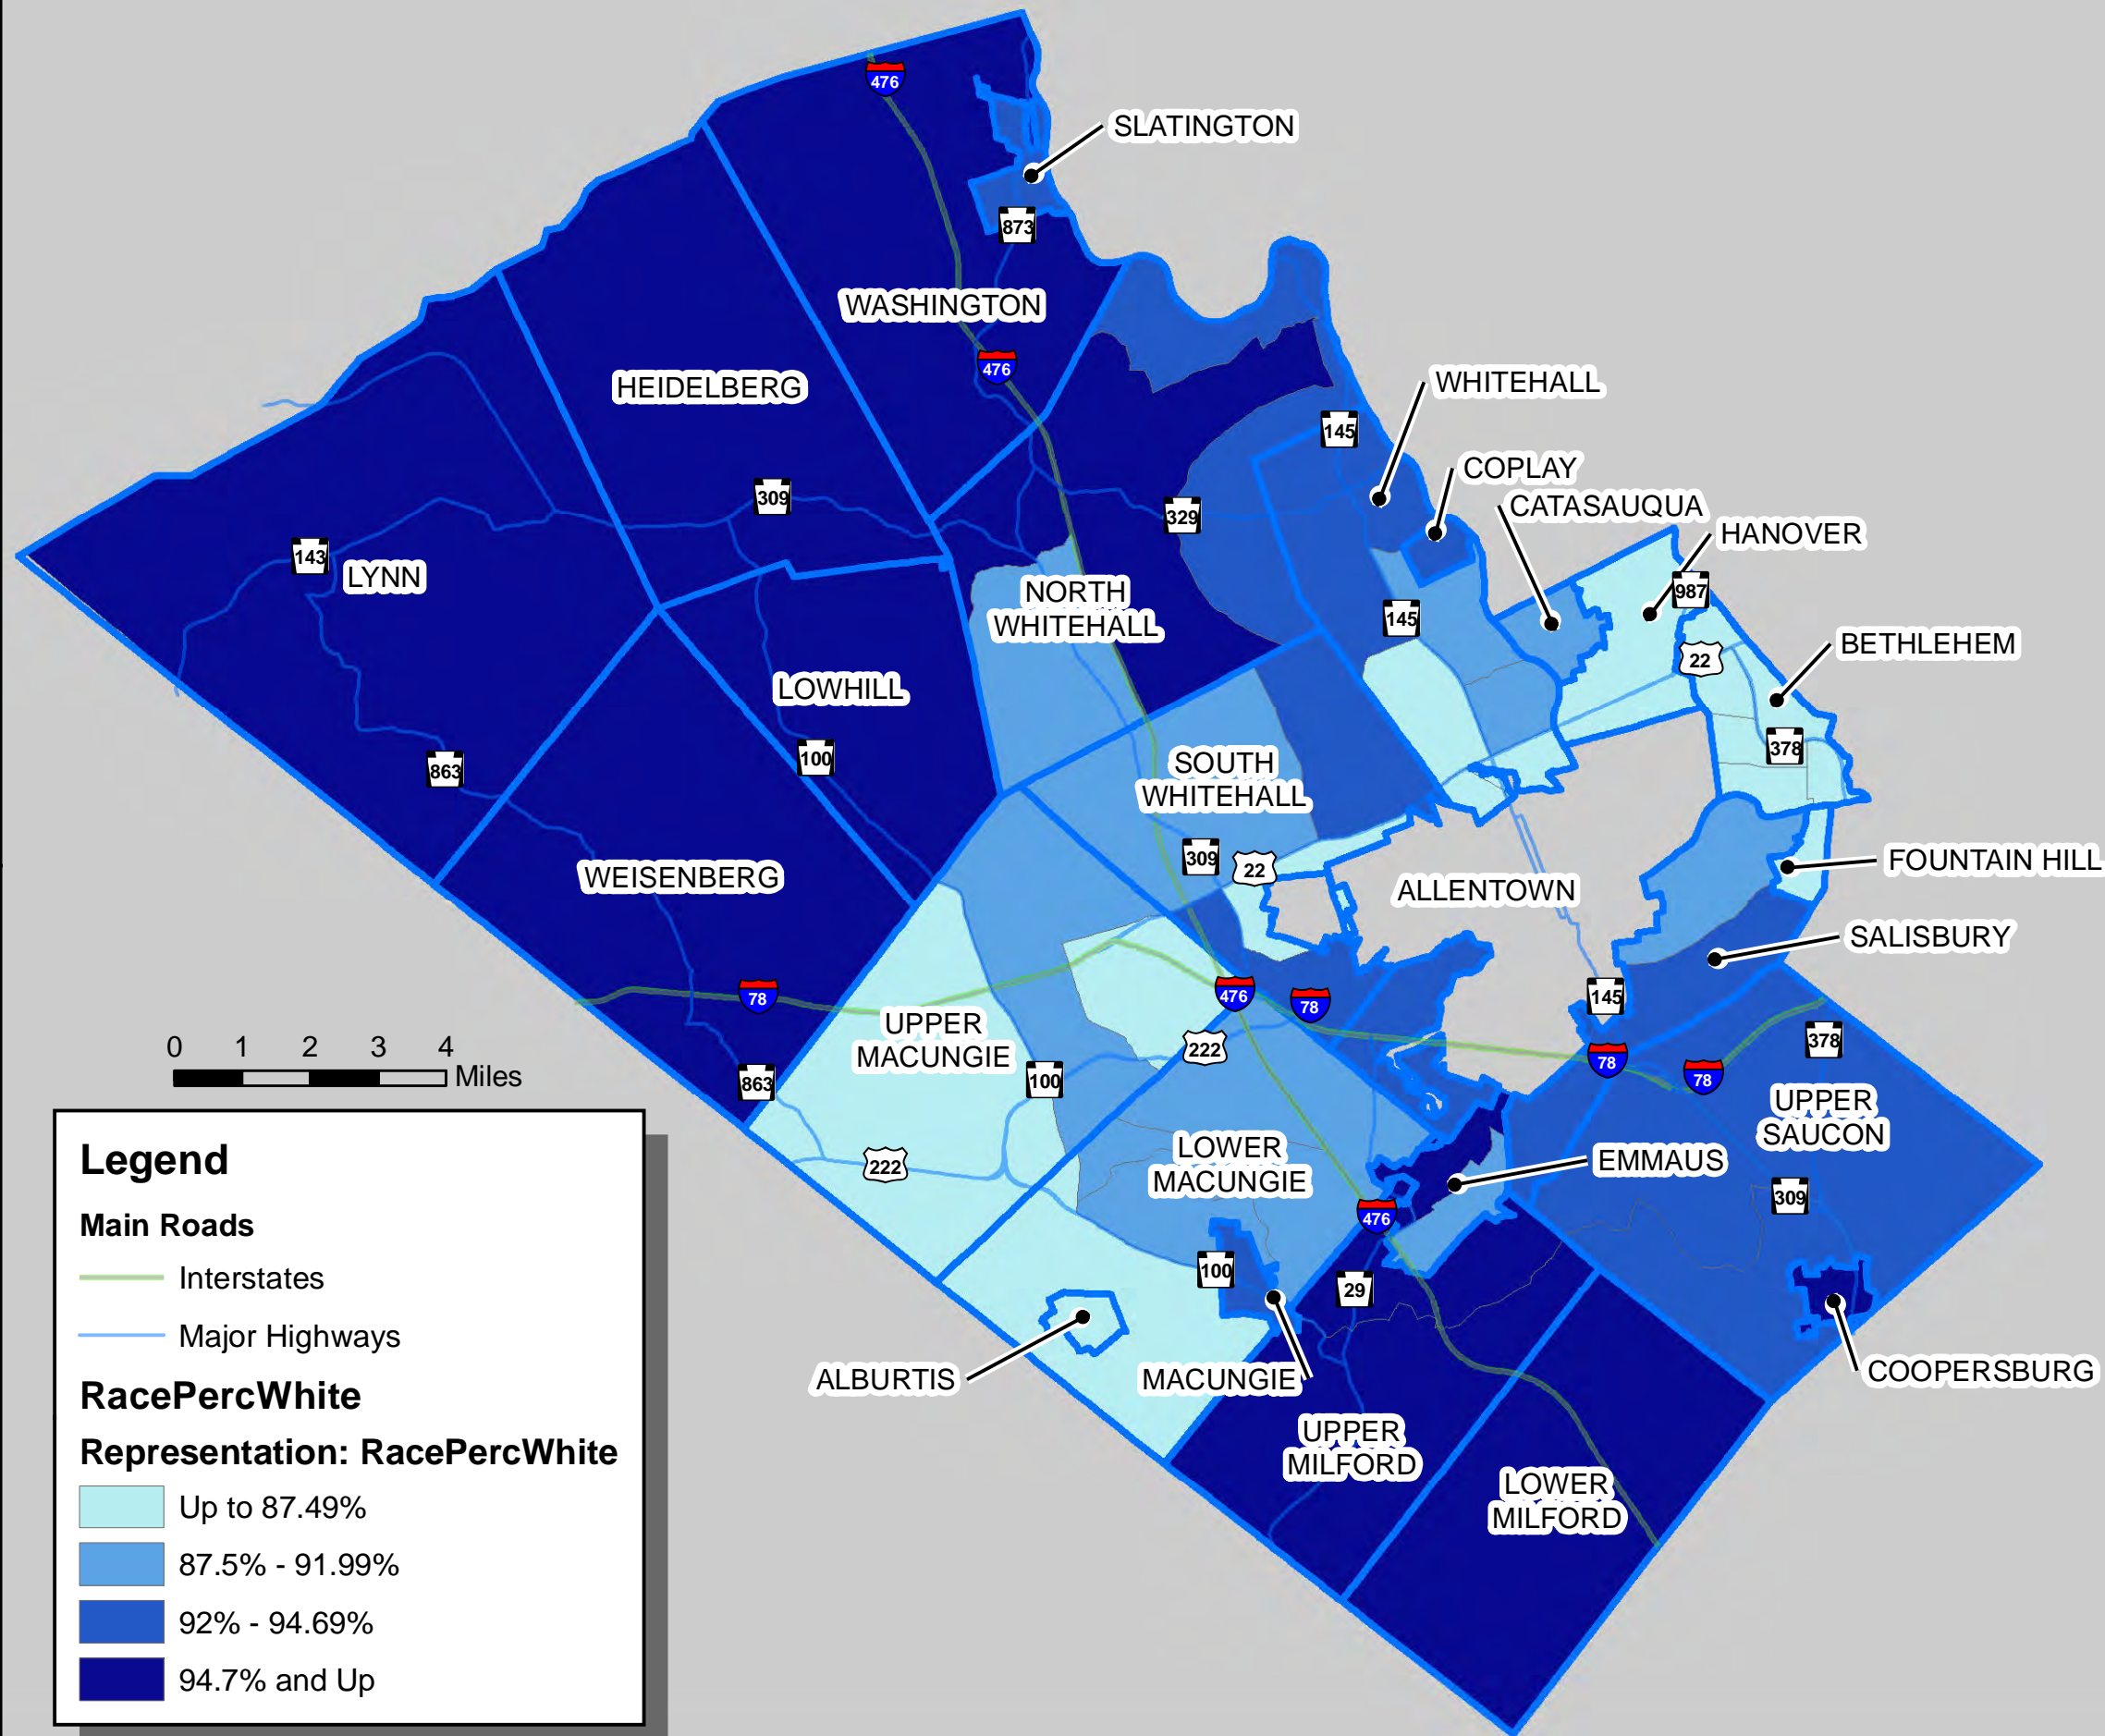 476
SLATINGTON
873
WASHINGTON
476
HEIDELBERG
WHITEHALL
145
COPLAY
309
CATASAUQUA
329
HANOVER
143
LYNN
NORTH
WHITEHALL
987
145
BETHLEHEM
22
LOWHILL
378
100
SOUTH
WHITEHALL
863
309
22
FOUNTAIN HILL
WEISENBERG
ALLENTOWN
SALISBURY
78
476
78
145
UPPER
MACUNGIE
378
0 1 2 3 4
Miles
222
78
78
863
100
UPPER
SAUCON
LOWER
MACUNGIE
EMMAUS
222
309
476
100
29
ALBURTIS
MACUNGIE
COOPERSBURG
UPPER
MILFORD
LOWER
MILFORD
Legend
Main Roads
Interstates
Major Highways
RacePercWhite
Representation: RacePercWhite
Up to 87.49%
87.5% - 91.99%
92% - 94.69%
94.7% and Up